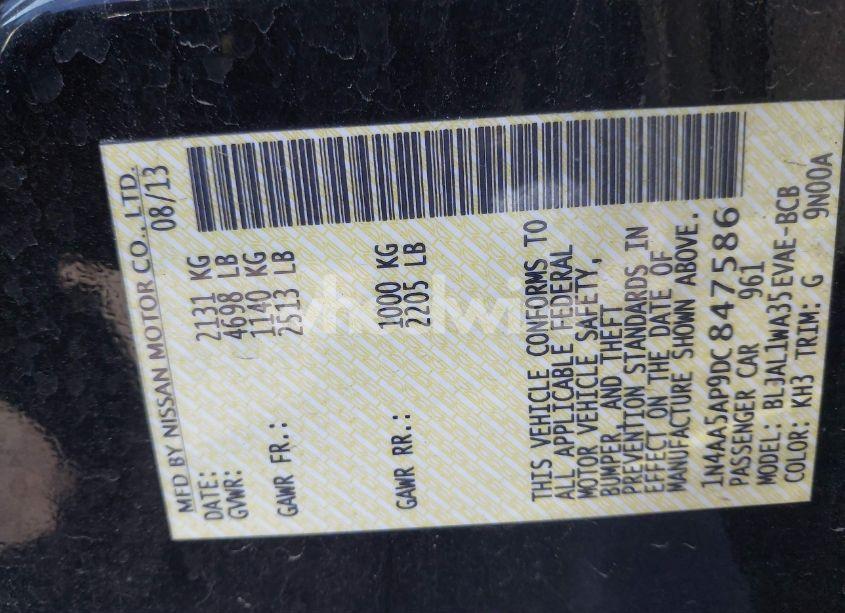 MFD BY NISSAN MOTOR CO., LTD.
DATE: 08/13
GVWR: 2131 KG
4698 LB
GAWR FR.: 1140 KG
2513 LB
GAWR RR.: 1000 KG
2205 LB
THIS VEHICLE CONFORMS TO
ALL APPLICABLE FEDERAL
MOTOR VEHICLE SAFETY,
BUMPER, AND THEFT
PREVENTION STANDARDS IN
EFFECT ON THE DATE OF
MANUFACTURE SHOWN ABOVE.
1N4AA5AP9DC847586
PASSENGER CAR 961
MODEL: BL3AL1WA35EVAE-BCB
COLOR: KH3 TRIM: G 9N00A